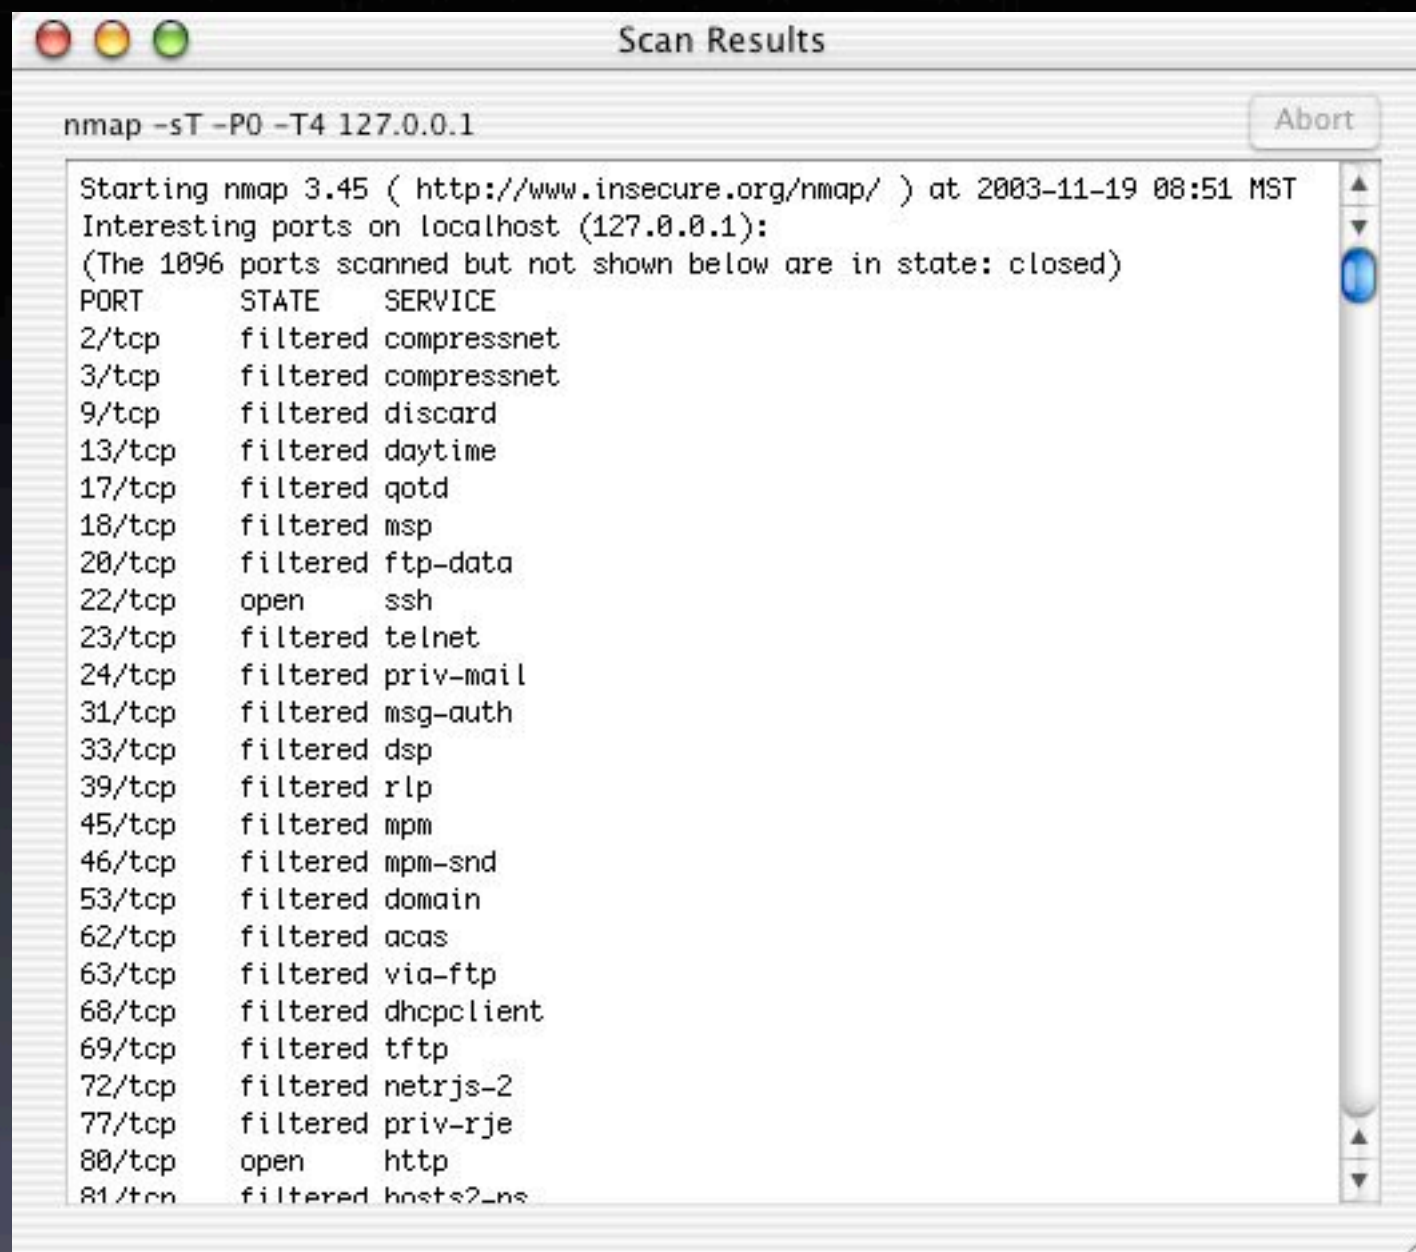 Scan Results
nmap -sT -P0 -T4 127.0.0.1
Abort
Starting nmap 3.45 ( http://www.insecure.org/nmap/ ) at 2003-11-19 08:51 MST
Interesting ports on localhost (127.0.0.1):
(The 1096 ports scanned but not shown below are in state: closed)
PORT STATE SERVICE
2/tcp filtered compressnet
3/tcp filtered compressnet
9/tcp filtered discard
13/tcp filtered daytime
17/tcp filtered qotd
18/tcp filtered msp
20/tcp filtered ftp-data
22/tcp open ssh
23/tcp filtered telnet
24/tcp filtered priv-mail
31/tcp filtered msg-auth
33/tcp filtered dsp
39/tcp filtered rlp
45/tcp filtered mpm
46/tcp filtered mpm-snd
53/tcp filtered domain
62/tcp filtered acas
63/tcp filtered via-ftp
68/tcp filtered dhcpclient
69/tcp filtered tftp
72/tcp filtered netrjs-2
77/tcp filtered priv-rje
80/tcp open http
81/tcp filtered hosts2-ns